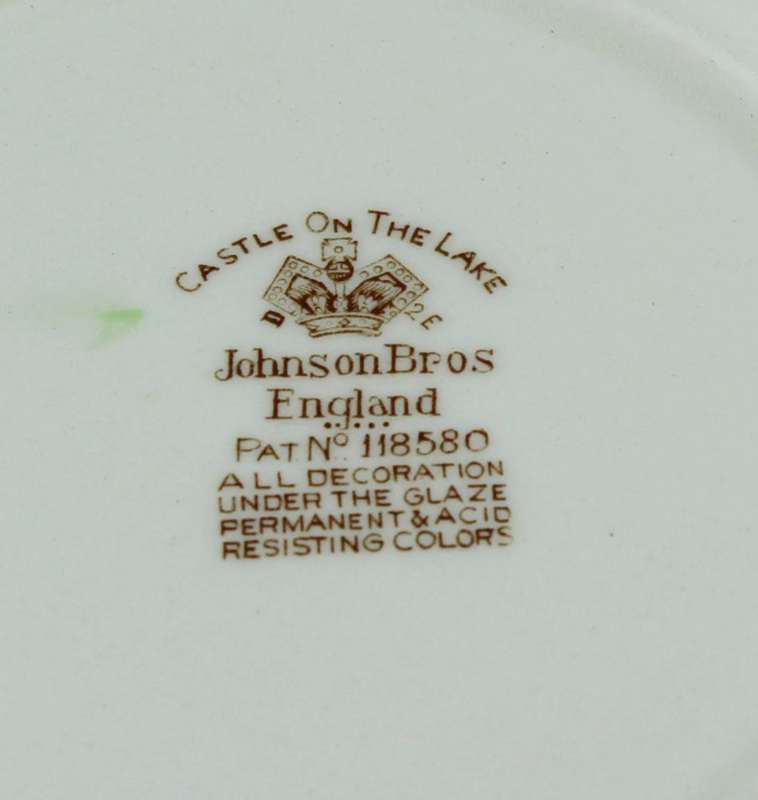 CASTLE ON THE LAKE
D 2E
Johnson Bros
England
PAT. No. 118580
ALL DECORATION
UNDER THE GLAZE
PERMANENT & ACID
RESISTING COLORS